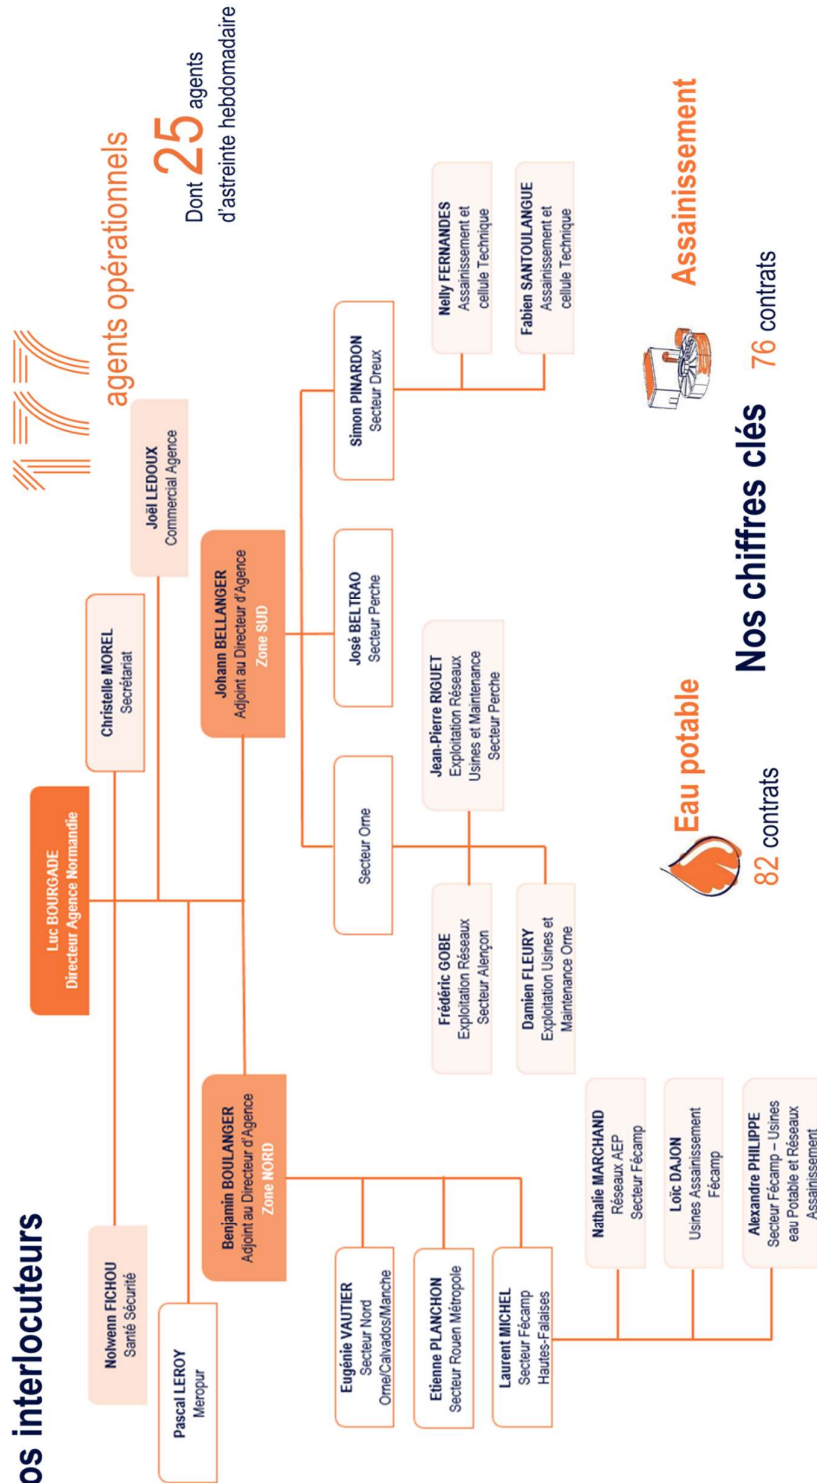 os interlocuteurs
177
agents opérationnels
Dont 25 agents
d'astreinte hebdomadaire
Luc BOURGADE
Directeur Agence Normandie
Nolwenn FICHOU
Santé Sécurité
Christelle MOREL
Secrétariat
Pascal LEROY
Meropur
Joël LEDOUX
Commercial Agence
Benjamin BOULANGER
Adjoint au Directeur d'Agence
Zone NORD
Johann BELLANGER
Adjoint au Directeur d'Agence
Zone SUD
Eugénie VAUTIER
Secteur Nord
Orne/Calvados/Manche
Etienne PLANCHON
Secteur Rouen Métropole
Laurent MICHEL
Secteur Fécamp
Hautes-Falaises
Nathalie MARCHAND
Réseaux AEP
Secteur Fécamp
Loïc DAJON
Usines Assainissement
Fécamp
Alexandre PHILIPPE
Secteur Fécamp – Usines
eau Potable et Réseaux
Assainissement
Secteur Orne
José BELTRAO
Secteur Perche
Simon PINARDON
Secteur Dreux
Frédéric GOBE
Exploitation Réseaux
Secteur Alençon
Jean-Pierre RIGUET
Exploitation Réseaux
Usines et Maintenance
Secteur Perche
Damien FLEURY
Exploitation Usines et
Maintenance Orne
Nelly FERNANDES
Assainissement et
cellule Technique
Fabien SANTOULANGUE
Assainissement et
cellule Technique
Eau potable
82 contrats
Nos chiffres clés
Assainissement
76 contrats